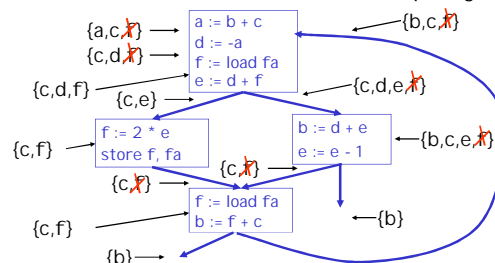 {a,c,f}
a := b + c
{b,c,f}
{c,d,f}
d := -a
f := load fa
{c,d,f}
e := d + f
{c,d,e,f}
{c,e}
f := 2 * e
b := d + e
{c,f}
store f, fa
{c,f}
e := e - 1
{b,c,e,f}
{c,f}
f := load fa
{c,f}
b := f + c
{b}
{b}